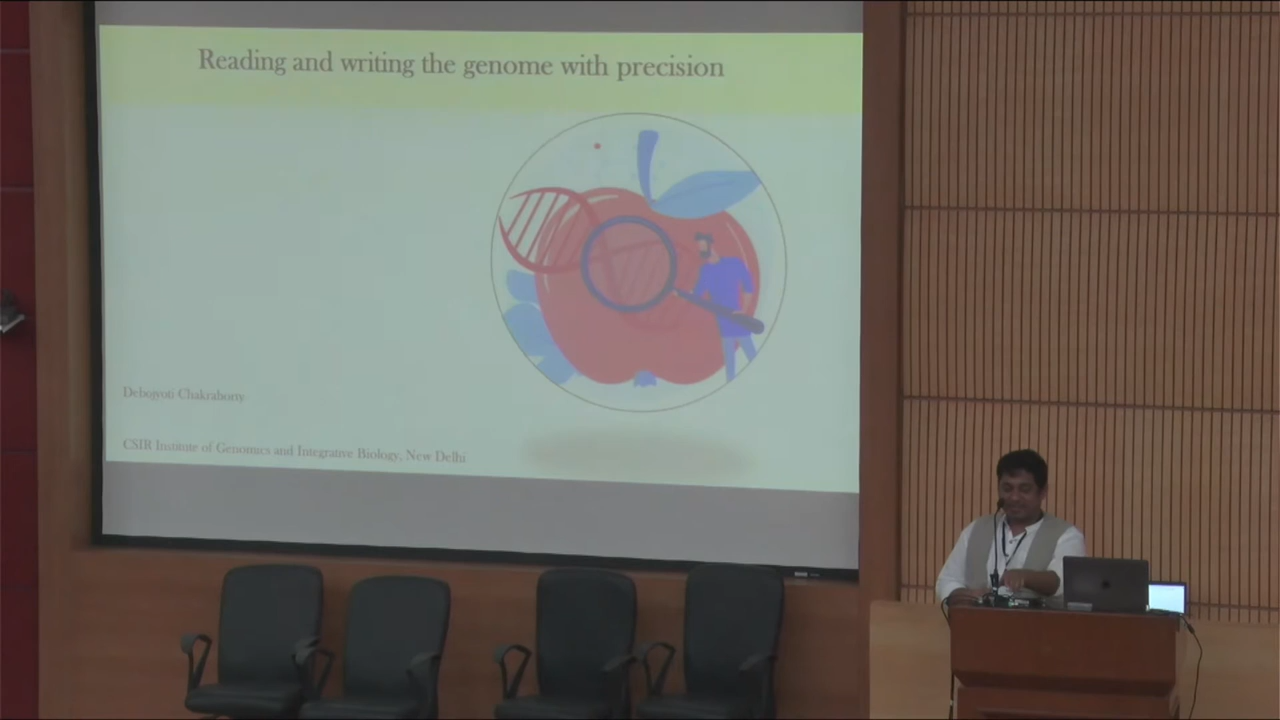 Reading and writing the genome with precision
Debojyoti Chakraborty
CSIR Institute of Genomics and Integrative Biology, New Delhi